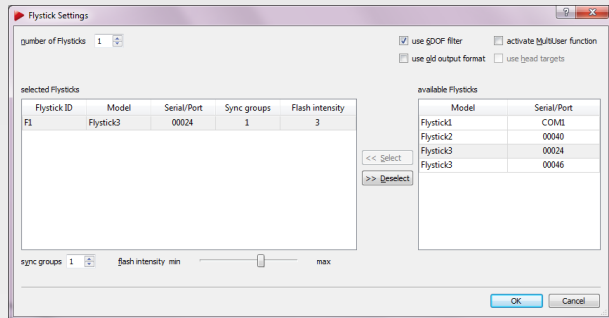 Flystick Settings
number of Flysticks 1
use 6DOF filter
activate MultiUser function
use old output format
use head targets
selected Flysticks
Flystick ID Model Serial/Port Sync groups Flash intensity
F1 Flystick3 00024 1 3
<< Select
>> Deselect
available Flysticks
Model Serial/Port
Flystick1 COM1
Flystick2 00040
Flystick3 00024
Flystick3 00046
sync groups 1 flash intensity min max
OK Cancel